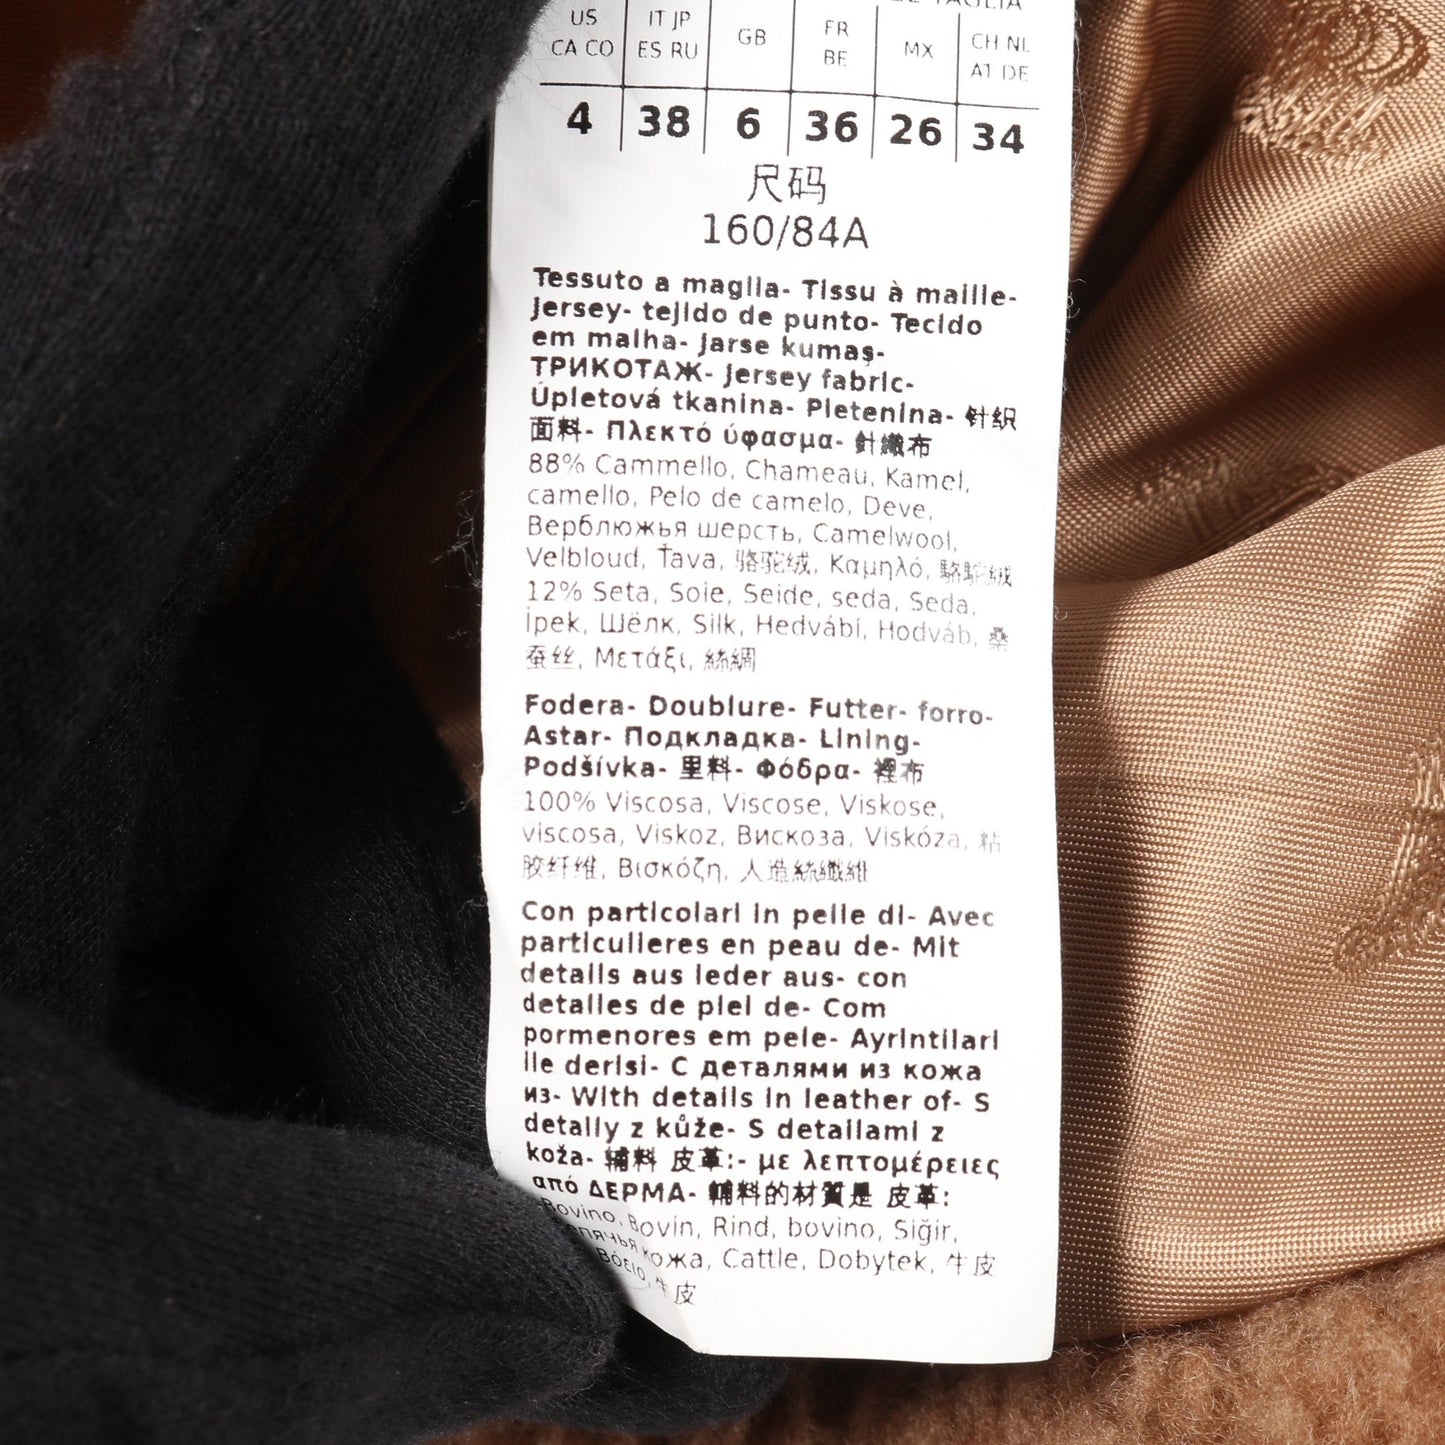 TAGLIA
US IT JP GB FR MX CH NL
CA CO ES RU BE AT DE
4 38 6 36 26 34
尺码
160/84A
Tessuto a maglia- Tissu à maille-
Jersey- tejido de punto- Tecido
em malha- Jarse kumaş-
ТРИКОТАЖ- Jersey fabric-
Úpletová tkanina- Pletenina- 针织
面料- Πλεκτό ύφασμα- 針織布
88% Cammello, Chameau, Kamel,
camello, Pelo de camelo, Deve,
Верблюжья шерсть, Camelwool,
Velbloud, Ťava, 骆驼绒, Καμηλό, 駱駝絨
12% Seta, Soie, Seide, seda, Seda,
İpek, Шёлк, Silk, Hedvábí, Hodváb, 桑
蚕丝, Μετάξι, 絲綢
Fodera- Doublure- Futter- forro-
Astar- Подкладка- Lining-
Podšívka- 里料- Φόδρα- 裡布
100% Viscosa, Viscose, Viskose,
viscosa, Viskoz, Вискоза, Viskóza, 粘
胶纤维, Βισκόζη, 人造絲纖維
Con particolari in pelle di- Avec
particulieres en peau de- Mit
details aus leder aus- con
detalles de piel de- Com
pormenores em pele- Ayrintilari
ile derisi- С деталями из кожа
из- With details in leather of- S
detaily z kůže- S detailami z
koža- 辅料 皮革:- με λεπτομέρειες
από ΔΕΡΜΑ- 輔料的材質是 皮革:
Bovino, Bovin, Rind, bovino, Siğir,
кожа, Cattle, Dobytek, 牛皮
Βόειο, 牛皮